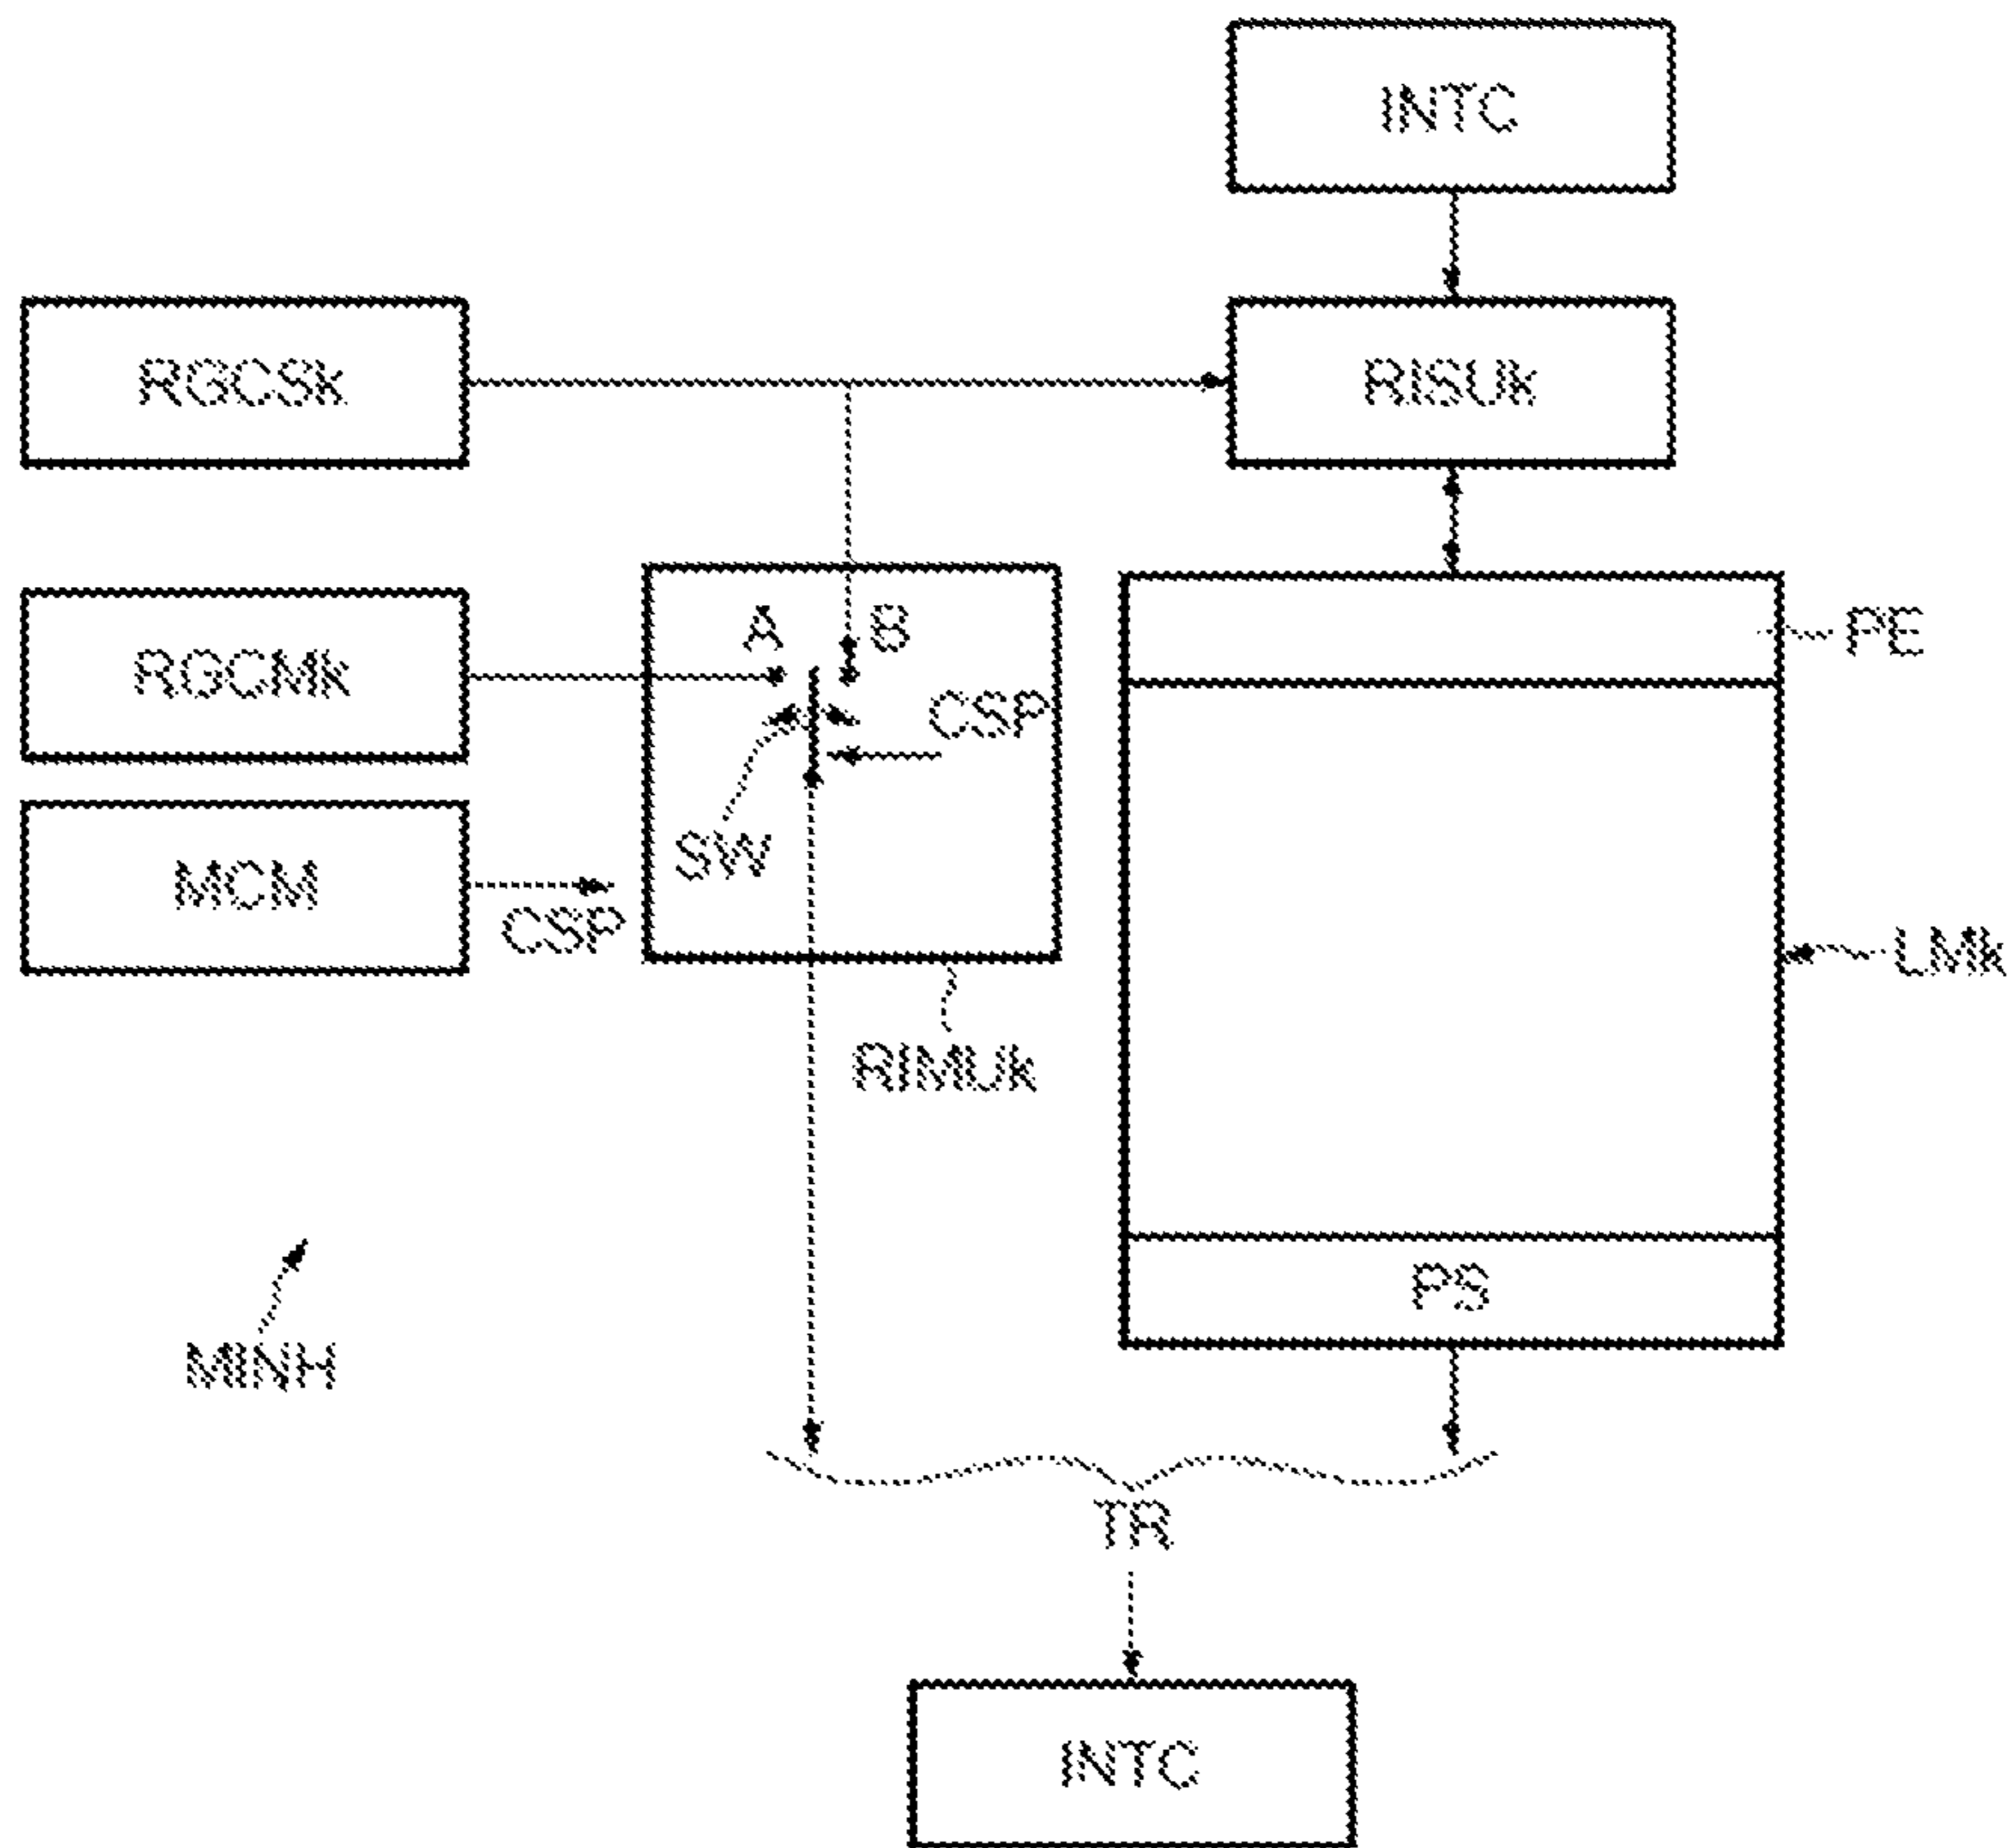 INTC
RGCSk
RISUk
A B
PE
RGCMk
CSP
SW
MCM
CSP
LMk
RIMUk
PS
MINH
TR
INTC